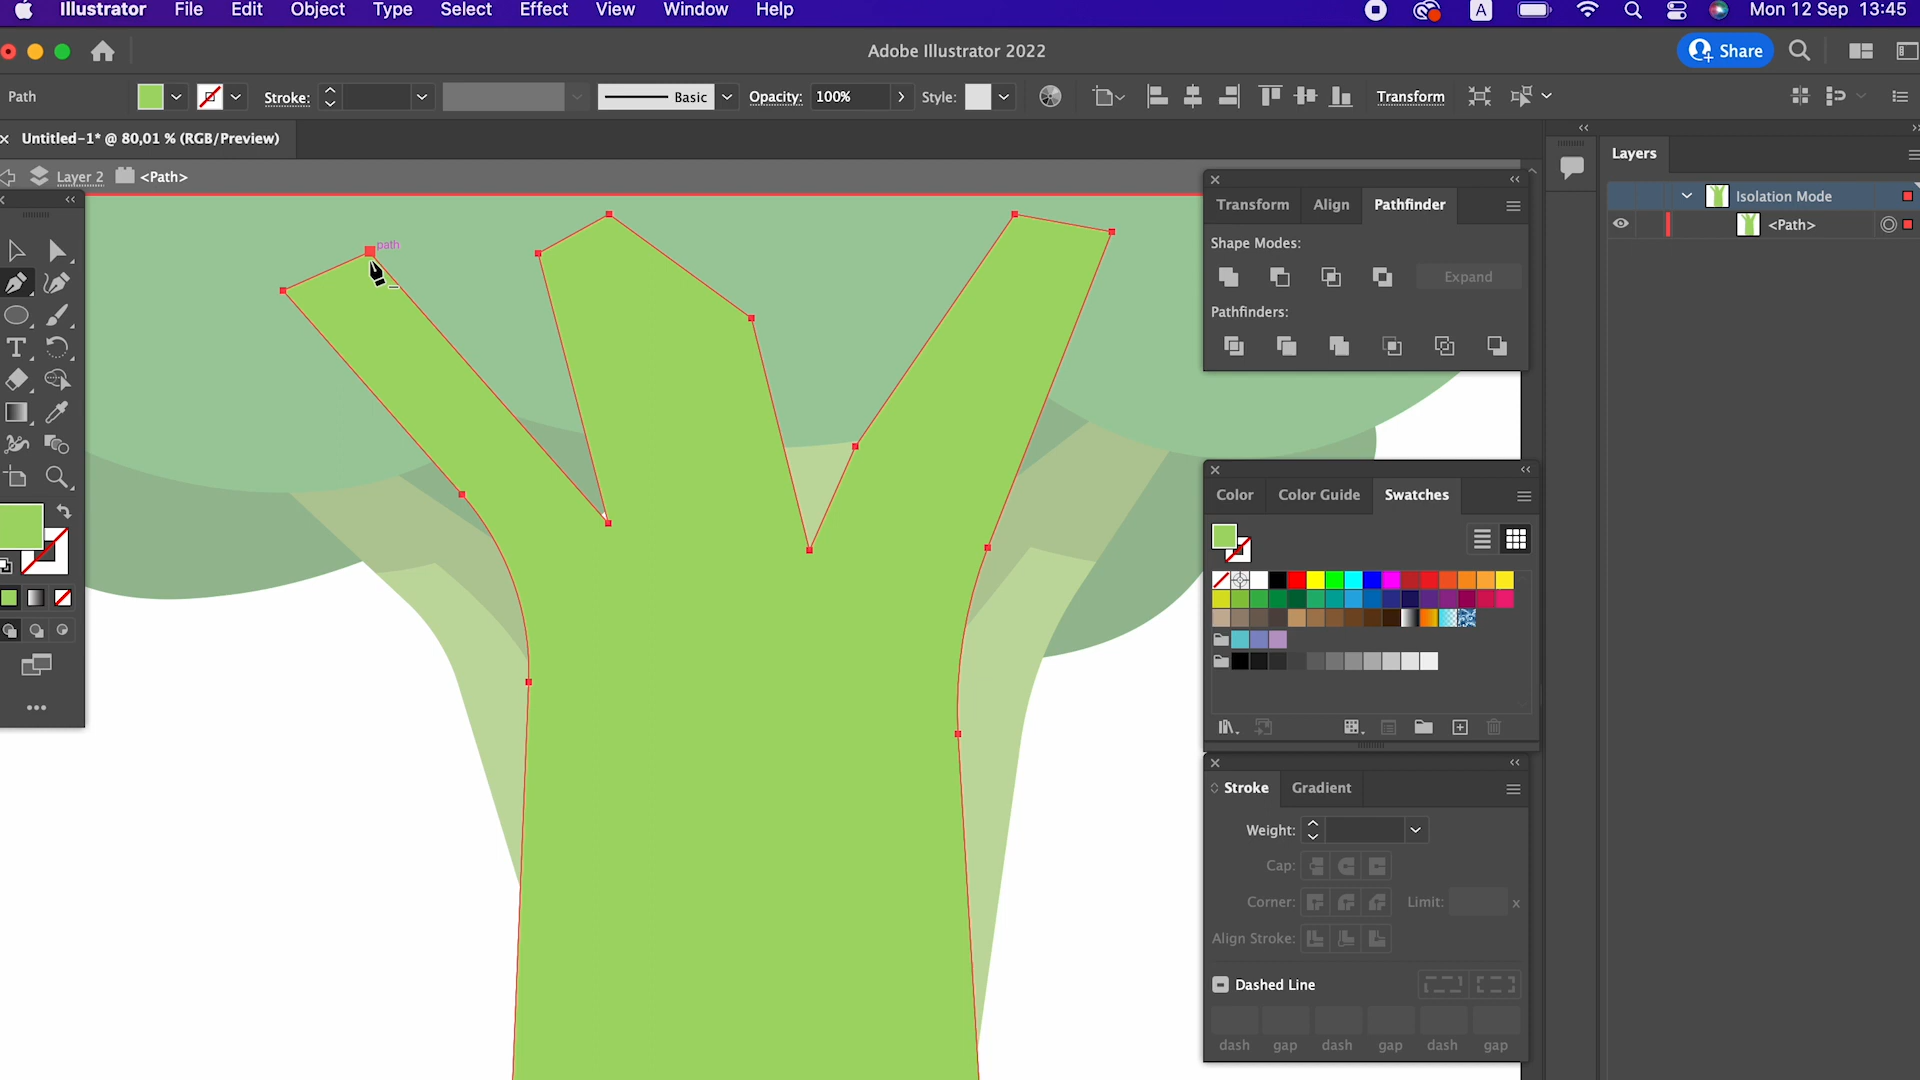 Illustrator File Edit Object Type Select Effect View Window Help A Mon 12 Sep 13:45
Adobe Illustrator 2022 Share
Path Stroke: Basic Opacity: 100% Style: Transform
Untitled-1* @ 80,01 % (RGB/Preview)
Layer 2 <Path>
Layers
Isolation Mode
<Path>
path
T
Transform Align Pathfinder
Shape Modes:
Expand
Pathfinders:
Color Color Guide Swatches
Stroke Gradient
Weight:
Cap:
Corner: Limit: x
Align Stroke:
Dashed Line
dash gap dash gap dash gap